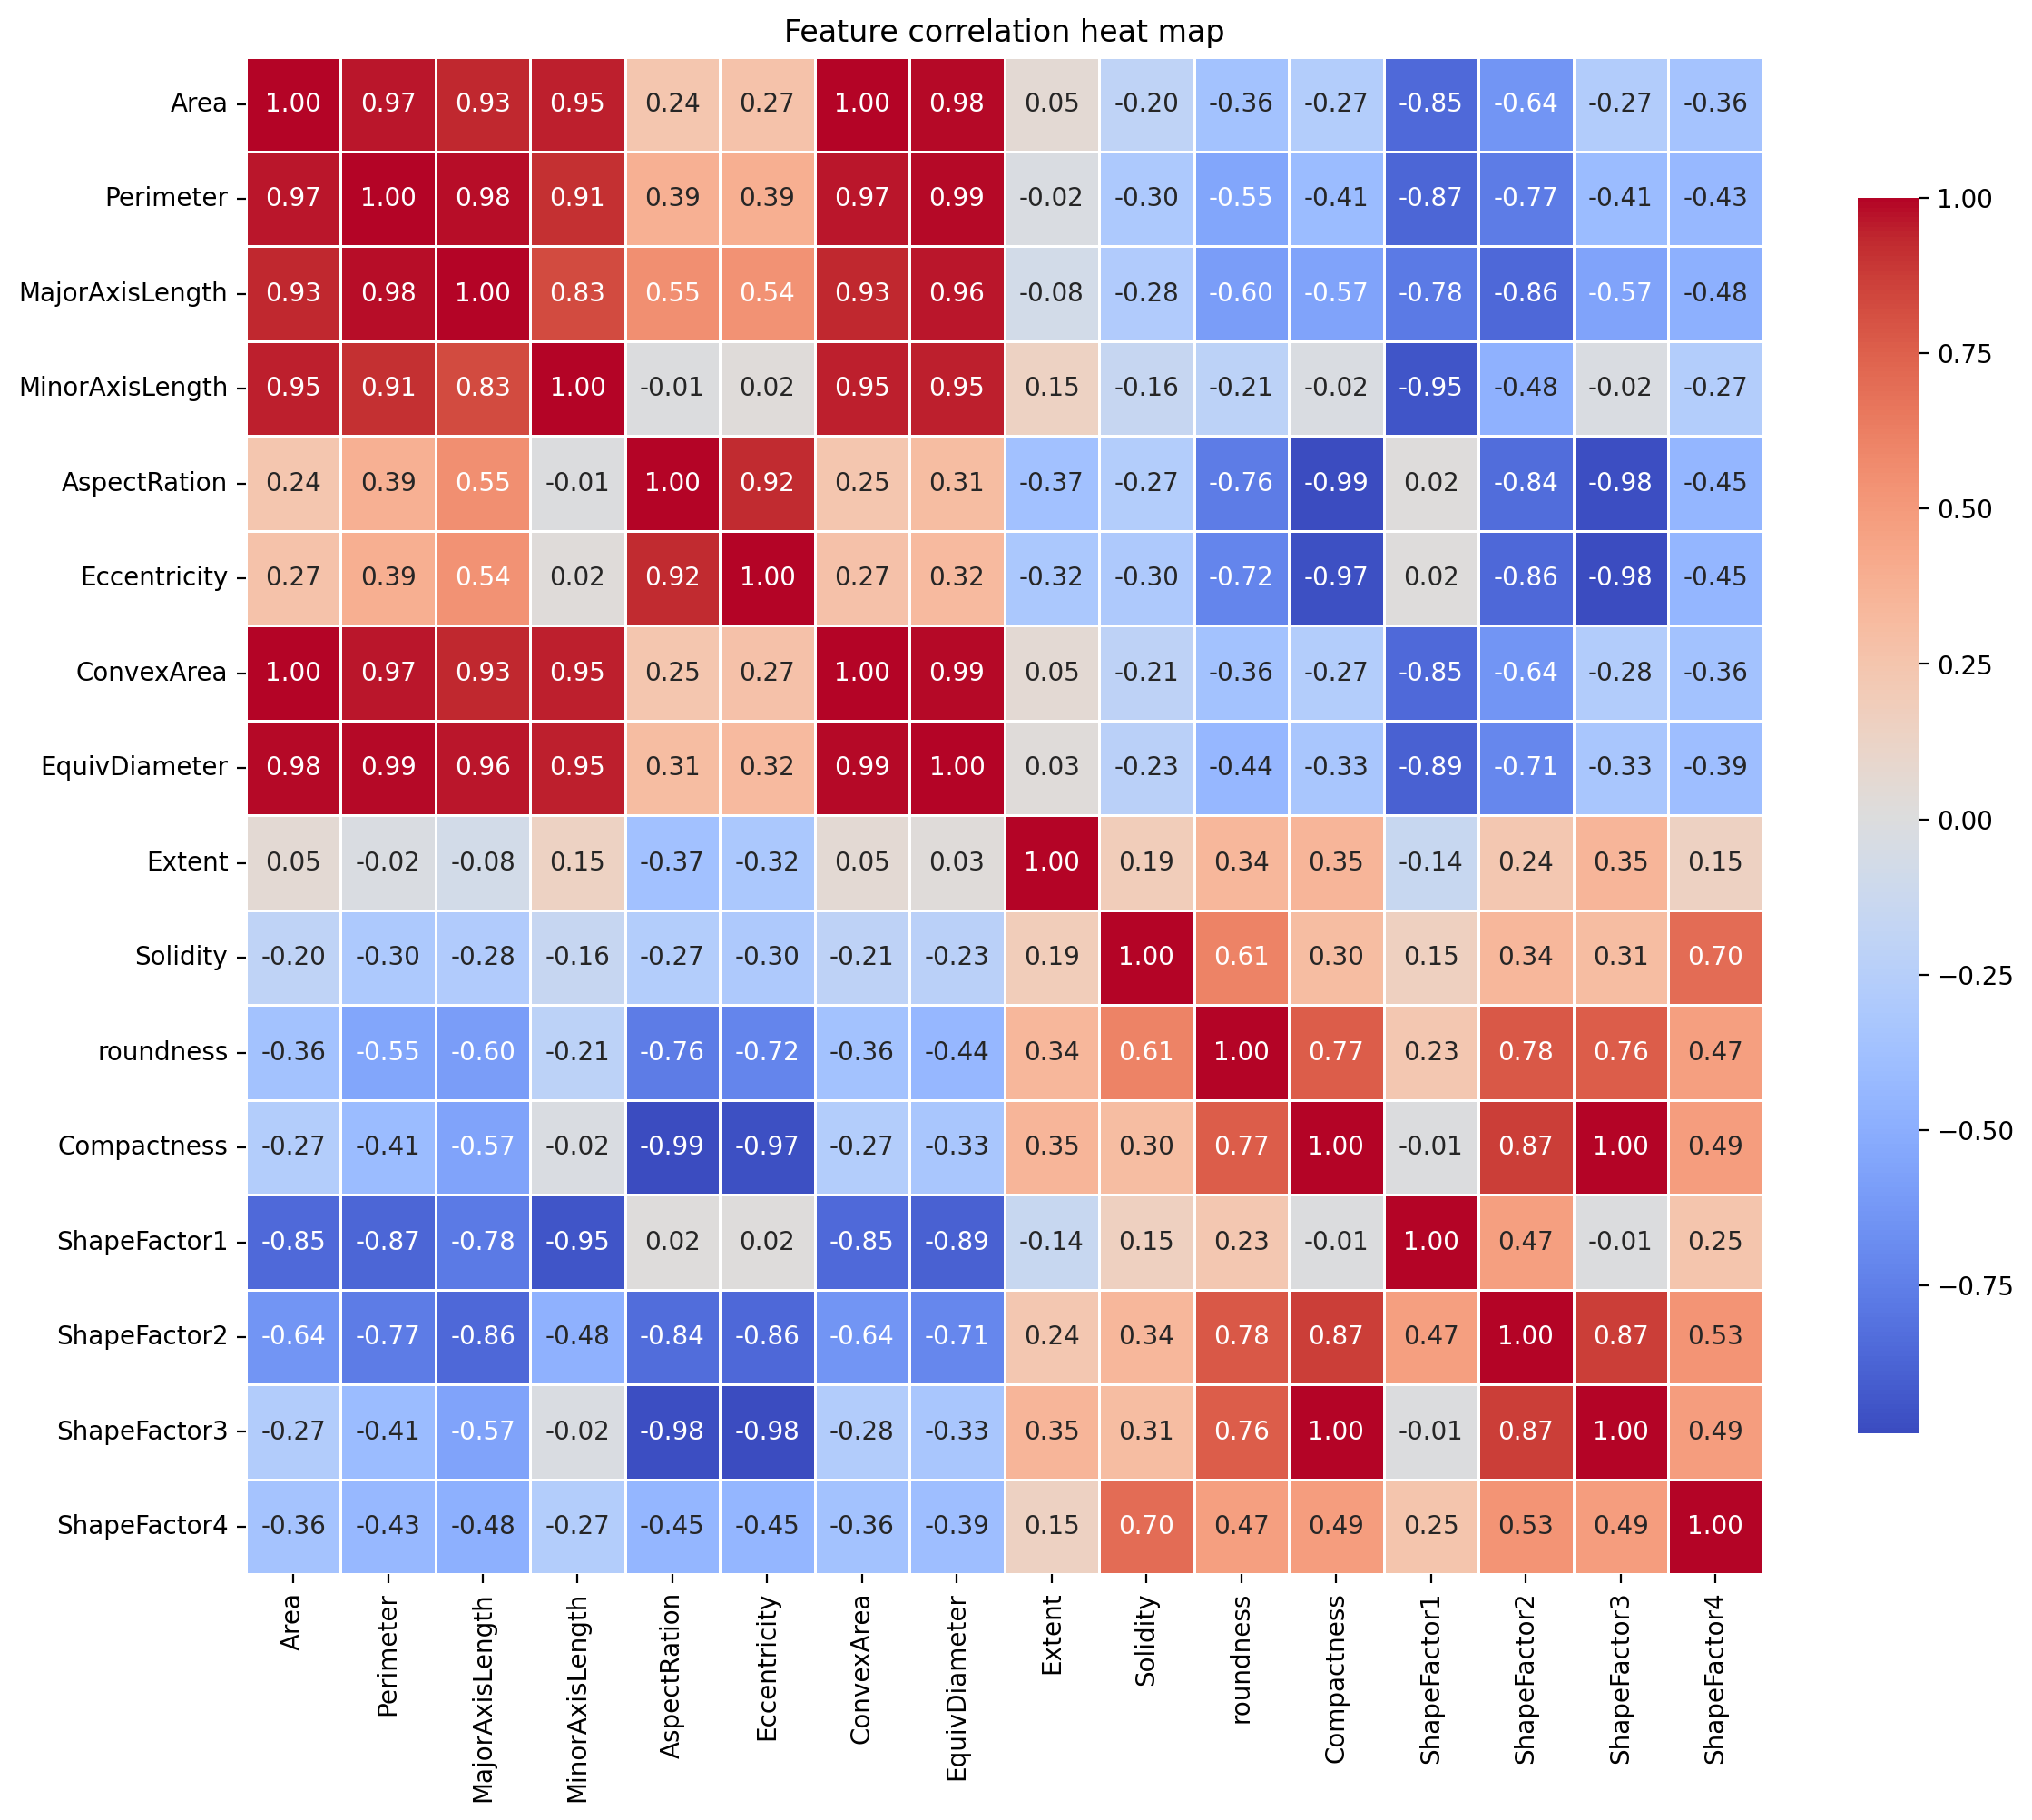 Feature correlation heat map
Area 1.00 0.97 0.93 0.95 0.24 0.27 1.00 0.98 0.05 -0.20 -0.36 -0.27 -0.85 -0.64 -0.27 -0.36
Perimeter 0.97 1.00 0.98 0.91 0.39 0.39 0.97 0.99 -0.02 -0.30 -0.55 -0.41 -0.87 -0.77 -0.41 -0.43
MajorAxisLength 0.93 0.98 1.00 0.83 0.55 0.54 0.93 0.96 -0.08 -0.28 -0.60 -0.57 -0.78 -0.86 -0.57 -0.48
MinorAxisLength 0.95 0.91 0.83 1.00 -0.01 0.02 0.95 0.95 0.15 -0.16 -0.21 -0.02 -0.95 -0.48 -0.02 -0.27
AspectRation 0.24 0.39 0.55 -0.01 1.00 0.92 0.25 0.31 -0.37 -0.27 -0.76 -0.99 0.02 -0.84 -0.98 -0.45
Eccentricity 0.27 0.39 0.54 0.02 0.92 1.00 0.27 0.32 -0.32 -0.30 -0.72 -0.97 0.02 -0.86 -0.98 -0.45
ConvexArea 1.00 0.97 0.93 0.95 0.25 0.27 1.00 0.99 0.05 -0.21 -0.36 -0.27 -0.85 -0.64 -0.28 -0.36
EquivDiameter 0.98 0.99 0.96 0.95 0.31 0.32 0.99 1.00 0.03 -0.23 -0.44 -0.33 -0.89 -0.71 -0.33 -0.39
Extent 0.05 -0.02 -0.08 0.15 -0.37 -0.32 0.05 0.03 1.00 0.19 0.34 0.35 -0.14 0.24 0.35 0.15
Solidity -0.20 -0.30 -0.28 -0.16 -0.27 -0.30 -0.21 -0.23 0.19 1.00 0.61 0.30 0.15 0.34 0.31 0.70
roundness -0.36 -0.55 -0.60 -0.21 -0.76 -0.72 -0.36 -0.44 0.34 0.61 1.00 0.77 0.23 0.78 0.76 0.47
Compactness -0.27 -0.41 -0.57 -0.02 -0.99 -0.97 -0.27 -0.33 0.35 0.30 0.77 1.00 -0.01 0.87 1.00 0.49
ShapeFactor1 -0.85 -0.87 -0.78 -0.95 0.02 0.02 -0.85 -0.89 -0.14 0.15 0.23 -0.01 1.00 0.47 -0.01 0.25
ShapeFactor2 -0.64 -0.77 -0.86 -0.48 -0.84 -0.86 -0.64 -0.71 0.24 0.34 0.78 0.87 0.47 1.00 0.87 0.53
ShapeFactor3 -0.27 -0.41 -0.57 -0.02 -0.98 -0.98 -0.28 -0.33 0.35 0.31 0.76 1.00 -0.01 0.87 1.00 0.49
ShapeFactor4 -0.36 -0.43 -0.48 -0.27 -0.45 -0.45 -0.36 -0.39 0.15 0.70 0.47 0.49 0.25 0.53 0.49 1.00
Area
Perimeter
MajorAxisLength
MinorAxisLength
AspectRation
Eccentricity
ConvexArea
EquivDiameter
Extent
Solidity
roundness
Compactness
ShapeFactor1
ShapeFactor2
ShapeFactor3
ShapeFactor4
1.00
0.75
0.50
0.25
0.00
−0.25
−0.50
−0.75